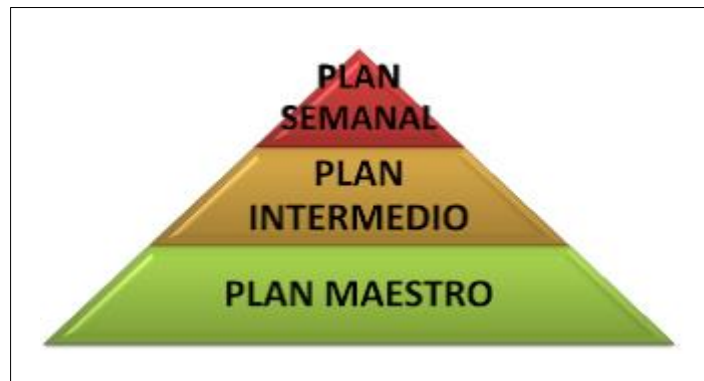 PLAN
SEMANAL
PLAN
INTERMEDIO
PLAN MAESTRO